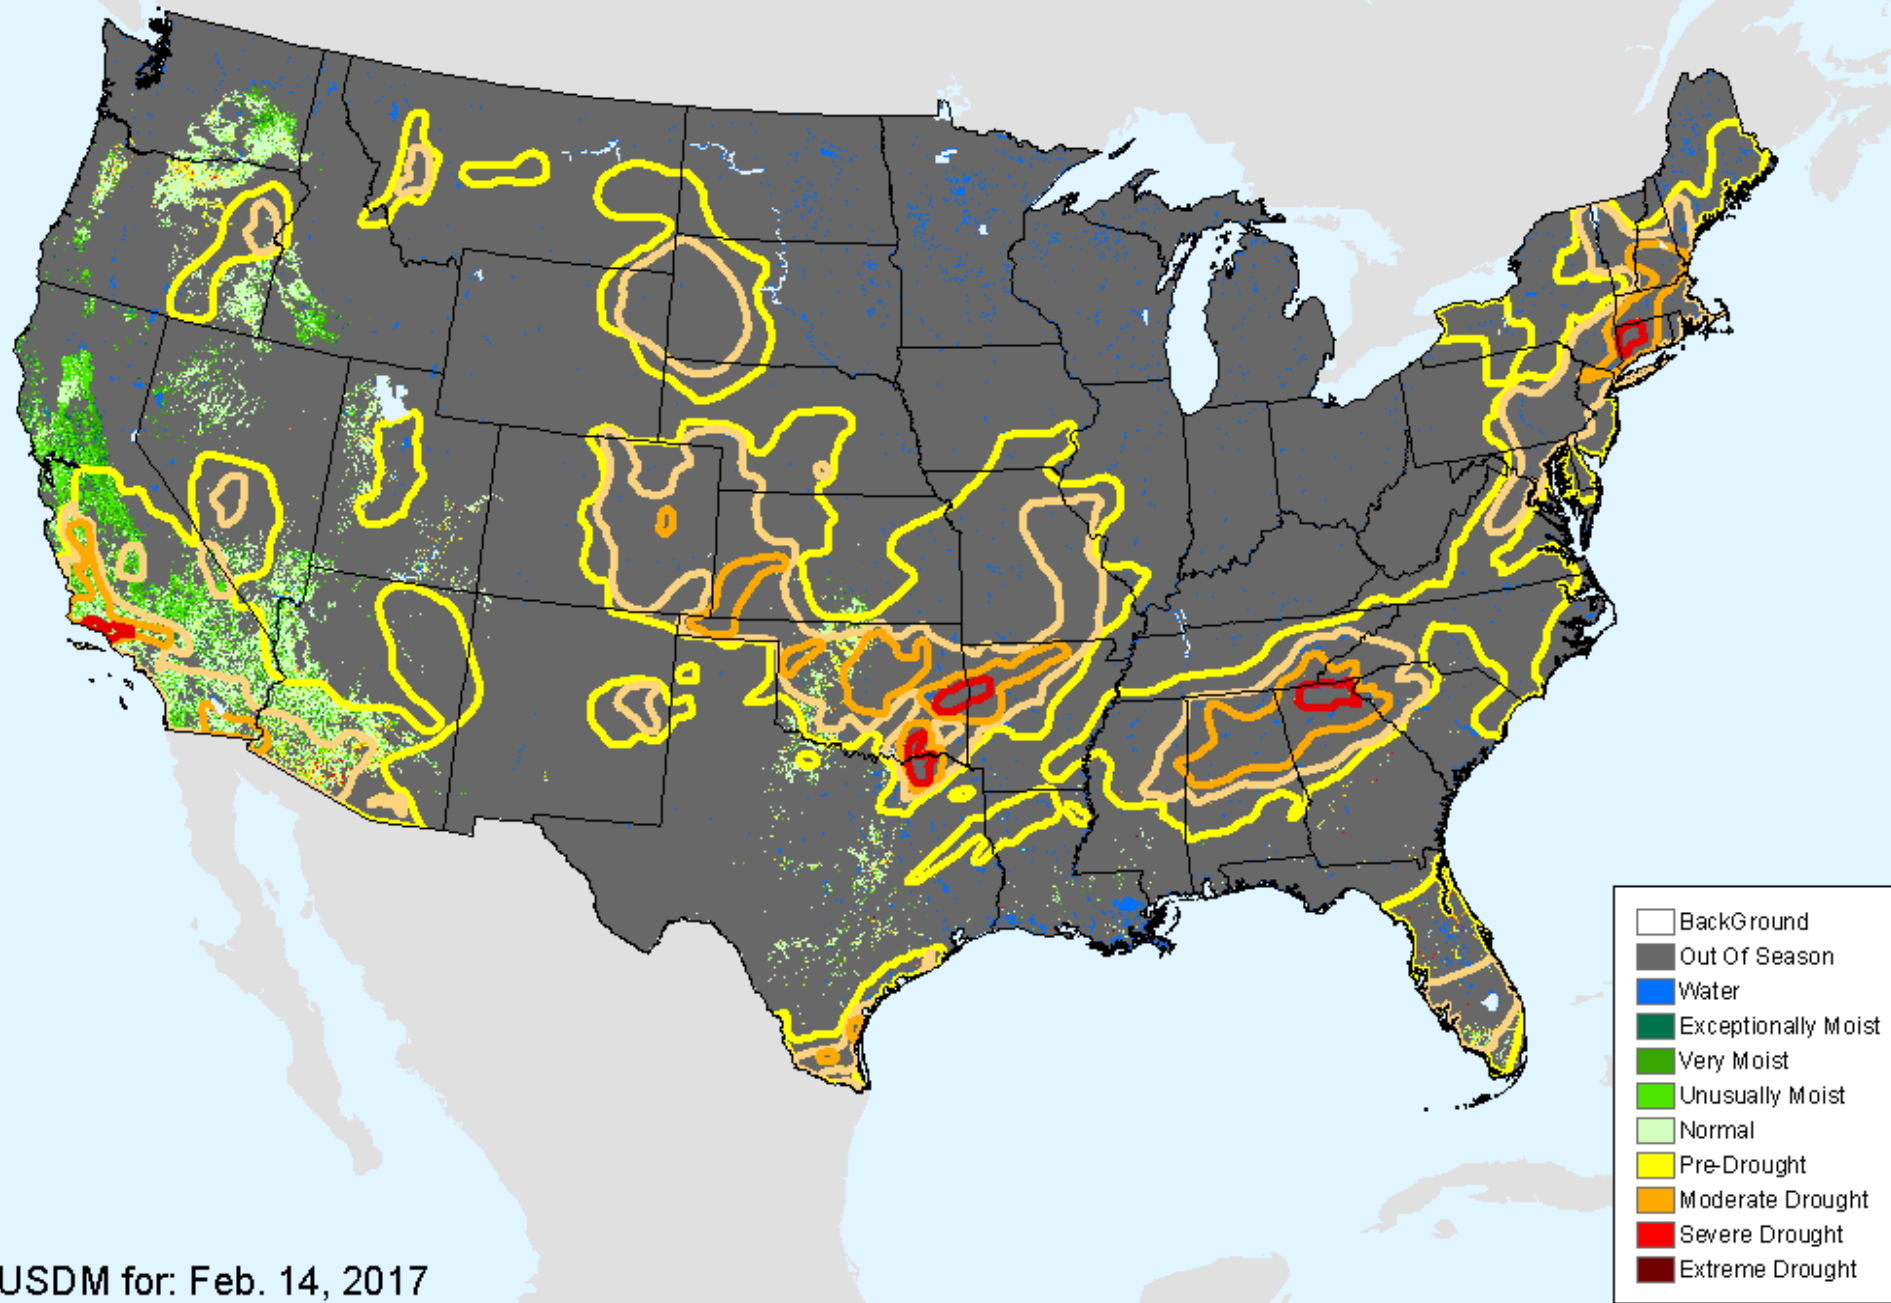 BackGround
Out Of Season
Water
Exceptionally Moist
Very Moist
Unusually Moist
Normal
Pre-Drought
Moderate Drought
Severe Drought
Extreme Drought
USDM for: Feb. 14, 2017